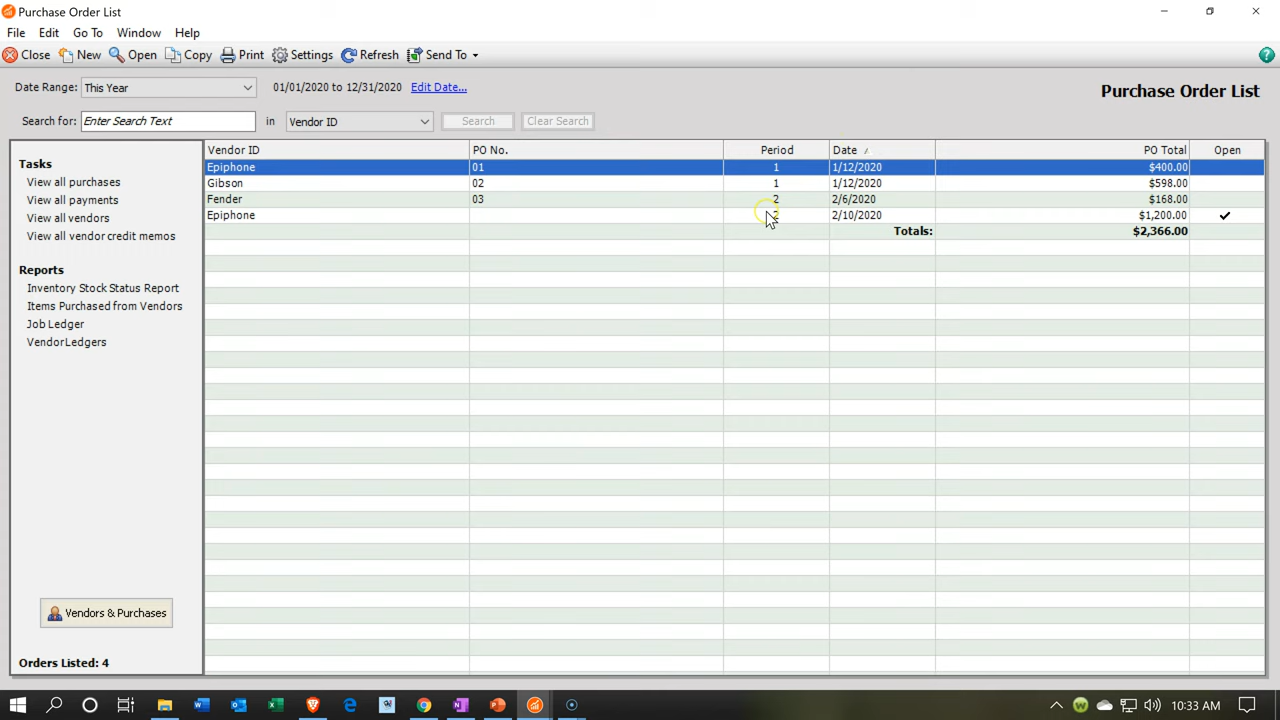 Purchase Order List
File Edit Go To Window Help
Close New Open Copy Print Settings Refresh Send To
Date Range: This Year 01/01/2020 to 12/31/2020 Edit Date... Purchase Order List
Search for: Enter Search Text in Vendor ID Search Clear Search
Vendor ID PO No. Period Date PO Total Open
Epiphone 01 1 1/12/2020 $400.00
Gibson 02 1 1/12/2020 $598.00
Fender 03 2 2/6/2020 $168.00
Epiphone 2/10/2020 $1,200.00
Totals: $2,366.00
Tasks
View all purchases
View all payments
View all vendors
View all vendor credit memos
Reports
Inventory Stock Status Report
Items Purchased from Vendors
Job Ledger
Vendor Ledgers
Vendors & Purchases
Orders Listed: 4
10:33 AM